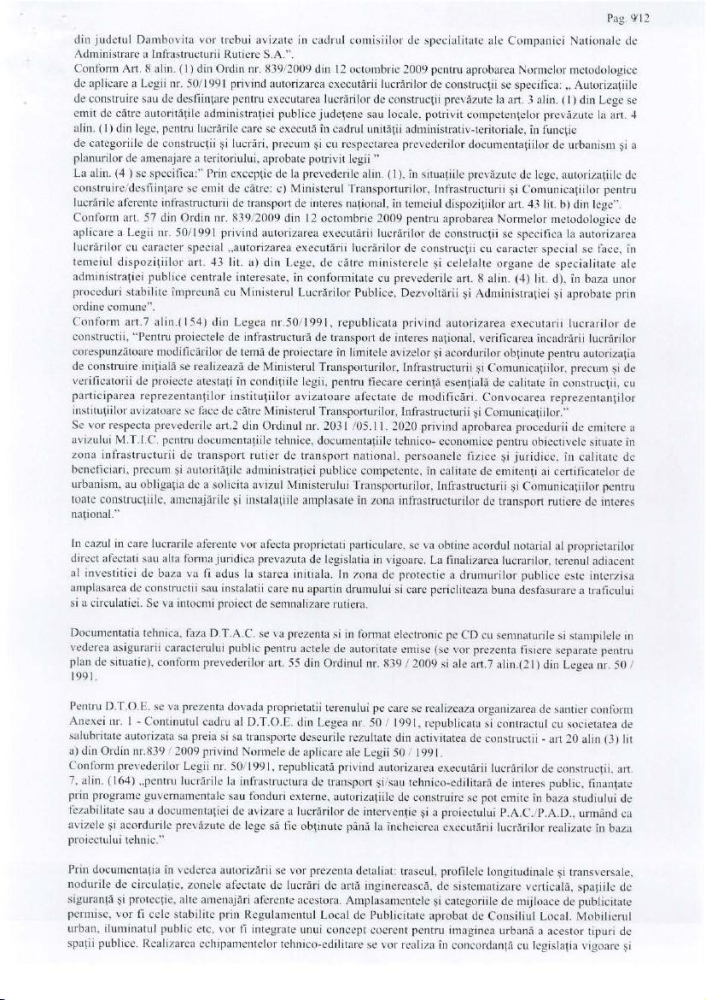 Pag. 9/12
din judetul Dambovita vor trebui avizate in cadrul comisiilor de specialitate ale Companiei Nationale de
Administrare a Infrastructurii Rutiere S.A.”.
Conform Art. 8 alin. (1) din Ordin nr. 839/2009 din 12 octombrie 2009 pentru aprobarea Normelor metodologice
de aplicare a Legii nr. 50/1991 privind autorizarea executării lucrărilor de construcţii se specifica: „ Autorizaţiile
de construire sau de desfiinţare pentru executarea lucrărilor de construcţii prevăzute la art. 3 alin. (1) din Lege se
emit de către autorităţile administraţiei publice judeţene sau locale, potrivit competenţelor prevăzute la art. 4
alin. (1) din lege, pentru lucrările care se execută în cadrul unităţii administrativ-teritoriale, în funcţie
de categoriile de construcţii şi lucrări, precum şi cu respectarea prevederilor documentaţiilor de urbanism şi a
planurilor de amenajare a teritoriului, aprobate potrivit legii ”
La alin. (4 ) se specifica:” Prin excepţie de la prevederile alin. (1), în situaţiile prevăzute de lege, autorizaţiile de
construire/desfiinţare se emit de către: c) Ministerul Transporturilor, Infrastructurii şi Comunicaţiilor pentru
lucrările aferente infrastructurii de transport de interes naţional, în temeiul dispoziţiilor art. 43 lit. b) din lege”.
Conform art. 57 din Ordin nr. 839/2009 din 12 octombrie 2009 pentru aprobarea Normelor metodologice de
aplicare a Legii nr. 50/1991 privind autorizarea executării lucrărilor de construcţii se specifica la autorizarea
lucrărilor cu caracter special „autorizarea executării lucrărilor de construcţii cu caracter special se face, în
temeiul dispoziţiilor art. 43 lit. a) din Lege, de către ministerele şi celelalte organe de specialitate ale
administraţiei publice centrale interesate, în conformitate cu prevederile art. 8 alin. (4) lit. d), în baza unor
proceduri stabilite împreună cu Ministerul Lucrărilor Publice, Dezvoltării şi Administraţiei şi aprobate prin
ordine comune”.
Conform art.7 alin.(154) din Legea nr.50/1991, republicata privind autorizarea executarii lucrarilor de
constructii, “Pentru proiectele de infrastructură de transport de interes naţional, verificarea încadrării lucrărilor
corespunzătoare modificărilor de temă de proiectare în limitele avizelor şi acordurilor obţinute pentru autorizaţia
de construire iniţială se realizează de Ministerul Transporturilor, Infrastructurii şi Comunicaţiilor, precum şi de
verificatorii de proiecte atestaţi în condiţiile legii, pentru fiecare cerinţă esenţială de calitate în construcţii, cu
participarea reprezentanţilor instituţiilor avizatoare afectate de modificări. Convocarea reprezentanţilor
instituţiilor avizatoare se face de către Ministerul Transporturilor, Infrastructurii şi Comunicaţiilor.”
Se vor respecta prevederile art.2 din Ordinul nr. 2031 /05.11. 2020 privind aprobarea procedurii de emitere a
avizului M.T.I.C. pentru documentaţiile tehnice, documentaţiile tehnico- economice pentru obiectivele situate în
zona infrastructurii de transport rutier de transport national, persoanele fizice şi juridice, în calitate de
beneficiari, precum şi autorităţile administraţiei publice competente, în calitate de emitenţi ai certificatelor de
urbanism, au obligaţia de a solicita avizul Ministerului Transporturilor, Infrastructurii şi Comunicaţiilor pentru
toate construcţiile, amenajările şi instalaţiile amplasate în zona infrastructurilor de transport rutiere de interes
naţional.”
In cazul in care lucrarile aferente vor afecta proprietati particulare, se va obtine acordul notarial al proprietarilor
direct afectati sau alta forma juridica prevazuta de legislatia in vigoare. La finalizarea lucrarilor, terenul adiacent
al investitiei de baza va fi adus la starea initiala. In zona de protectie a drumurilor publice este interzisa
amplasarea de constructii sau instalatii care nu apartin drumului si care pericliteaza buna desfasurare a traficului
si a circulatiei. Se va intocmi proiect de semnalizare rutiera.
Documentatia tehnica, faza D.T.A.C. se va prezenta si in format electronic pe CD cu semnaturile si stampilele in
vederea asigurarii caracterului public pentru actele de autoritate emise (se vor prezenta fisiere separate pentru
plan de situatie), conform prevederilor art. 55 din Ordinul nr. 839 / 2009 si ale art.7 alin.(21) din Legea nr. 50 /
1991.
Pentru D.T.O.E. se va prezenta dovada proprietatii terenului pe care se realizeaza organizarea de santier conform
Anexei nr. 1 - Continutul cadru al D.T.O.E. din Legea nr. 50 / 1991, republicata si contractul cu societatea de
salubritate autorizata sa preia si sa transporte deseurile rezultate din activitatea de constructii - art 20 alin (3) lit
a) din Ordin nr.839 / 2009 privind Normele de aplicare ale Legii 50 / 1991.
Conform prevederilor Legii nr. 50/1991, republicată privind autorizarea executării lucrărilor de construcţii, art.
7, alin. (164) „pentru lucrările la infrastructura de transport şi/sau tehnico-edilitară de interes public, finanţate
prin programe guvernamentale sau fonduri externe, autorizaţiile de construire se pot emite în baza studiului de
fezabilitate sau a documentaţiei de avizare a lucrărilor de intervenţie şi a proiectului P.A.C./P.A.D., urmând ca
avizele şi acordurile prevăzute de lege să fie obţinute până la încheierea executării lucrărilor realizate în baza
proiectului tehnic.”
Prin documentaţia în vederea autorizării se vor prezenta detaliat: traseul, profilele longitudinale şi transversale,
nodurile de circulaţie, zonele afectate de lucrări de artă inginerească, de sistematizare verticală, spaţiile de
siguranţă şi protecţie, alte amenajări aferente acestora. Amplasamentele şi categoriile de mijloace de publicitate
permise, vor fi cele stabilite prin Regulamentul Local de Publicitate aprobat de Consiliul Local. Mobilierul
urban, iluminatul public etc. vor fi integrate unui concept coerent pentru imaginea urbană a acestor tipuri de
spaţii publice. Realizarea echipamentelor tehnico-edilitare se vor realiza în concordanţă cu legislaţia vigoare şi